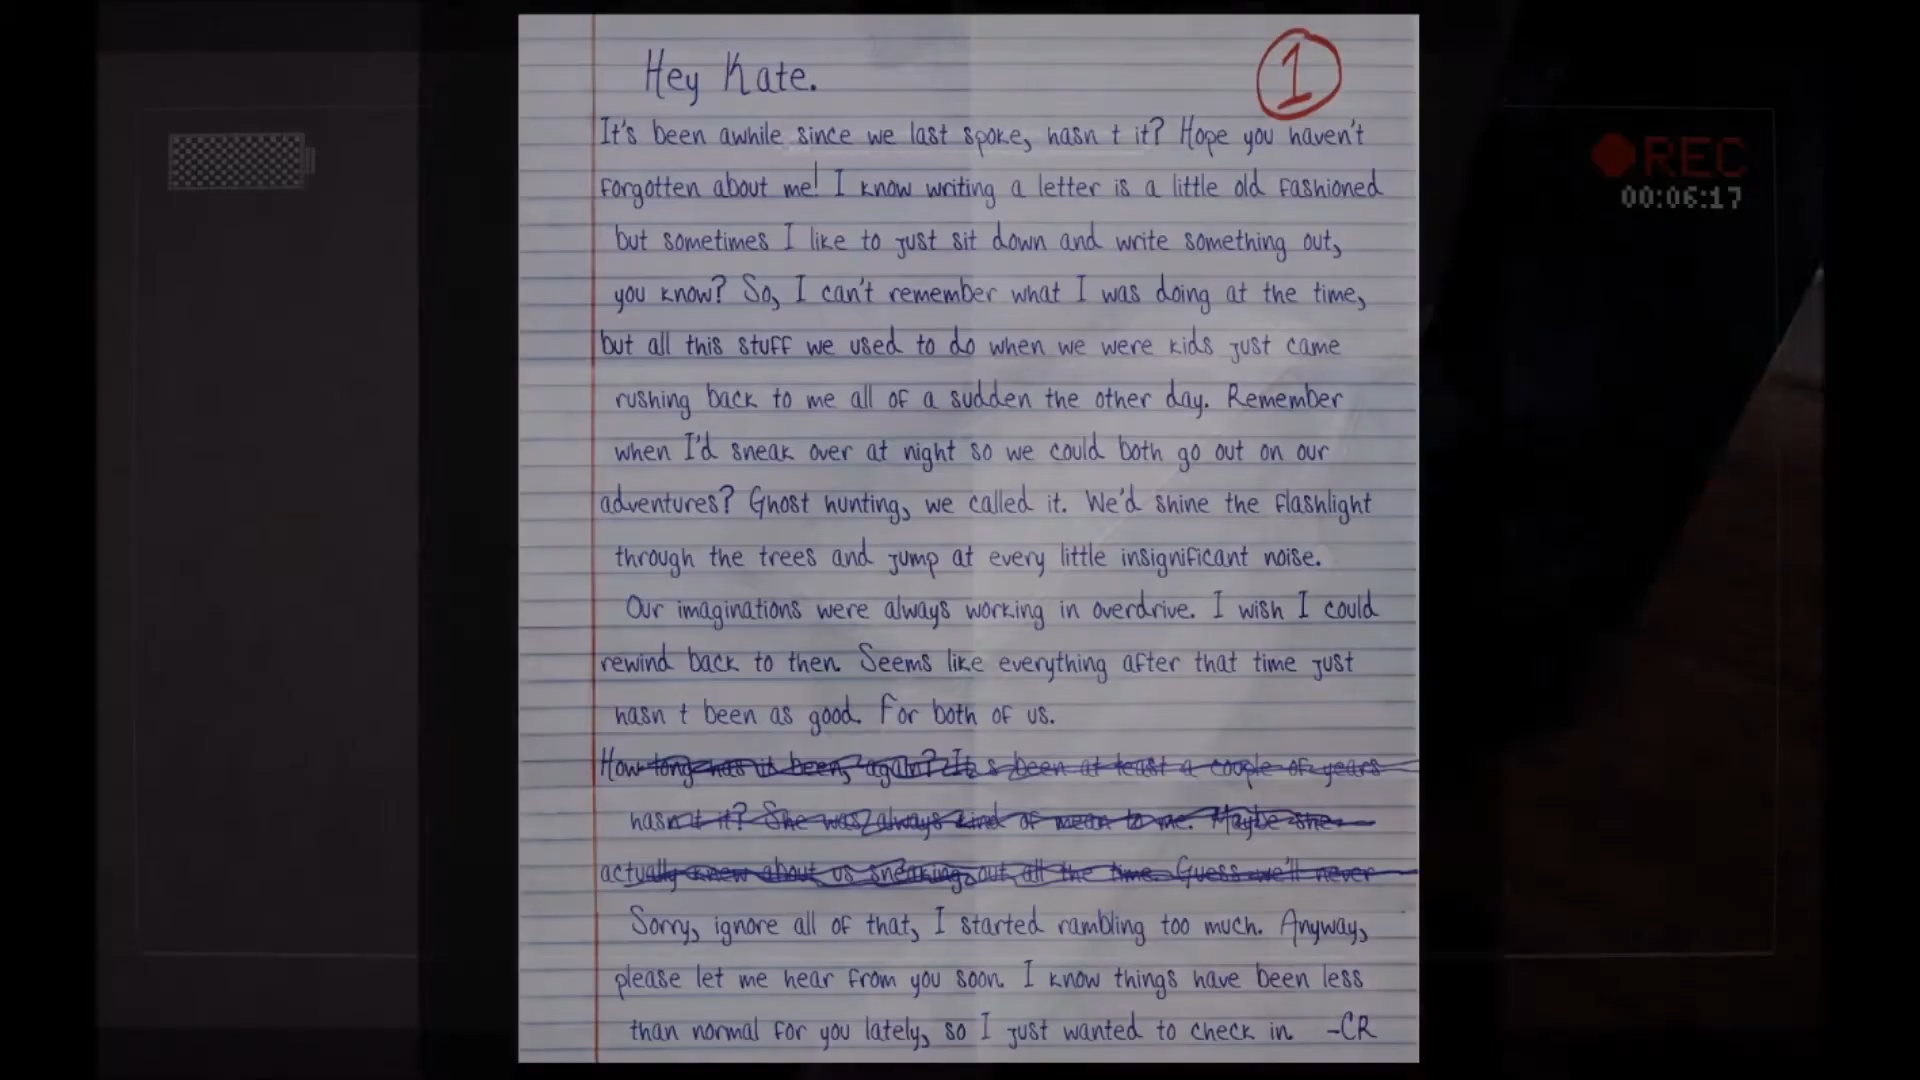 Hey Kate.
1
It's been awhile since we last spoke, hasn t it? Hope you haven't
forgotten about me! I know writing a letter is a little old fashioned
but sometimes I like to just sit down and write something out,
you know? So, I can't remember what I was doing at the time,
but all this stuff we used to do when we were kids just came
rushing back to me all of a sudden the other day. Remember
when I'd sneak over at night so we could both go out on our
adventures? Ghost hunting, we called it. We'd shine the flashlight
through the trees and jump at every little insignificant noise.
Our imaginations were always working in overdrive. I wish I could
rewind back to then. Seems like everything after that time just
hasn t been as good. For both of us.
How long has it been, again? It s been at least a couple of years
hasn t it? She was always kind of mean to me. Maybe she
actually knew about us sneaking out all the time. Guess we'll never
Sorry, ignore all of that, I started rambling too much. Anyway,
please let me hear from you soon. I know things have been less
than normal for you lately, so I just wanted to check in. -CR
REC
00:06:17